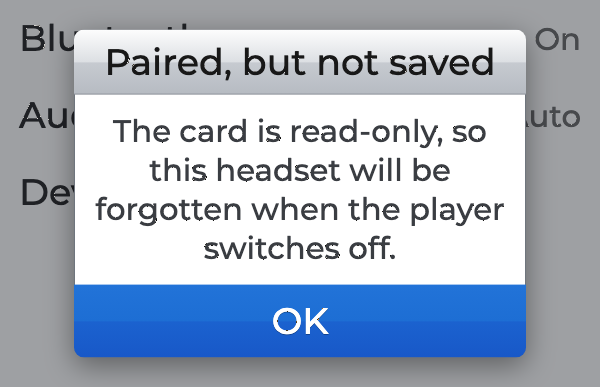 On
Paired, but not saved
The card is read-only, so
this headset will be
forgotten when the player
switches off.
OK